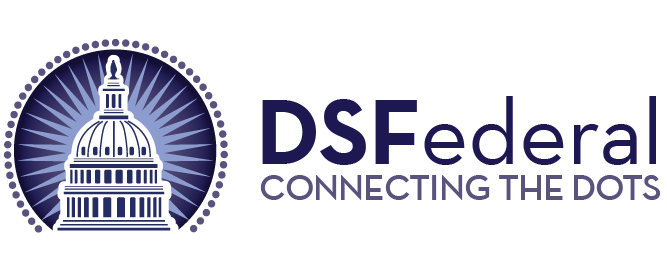 DSFederal
CONNECTING THE DOTS